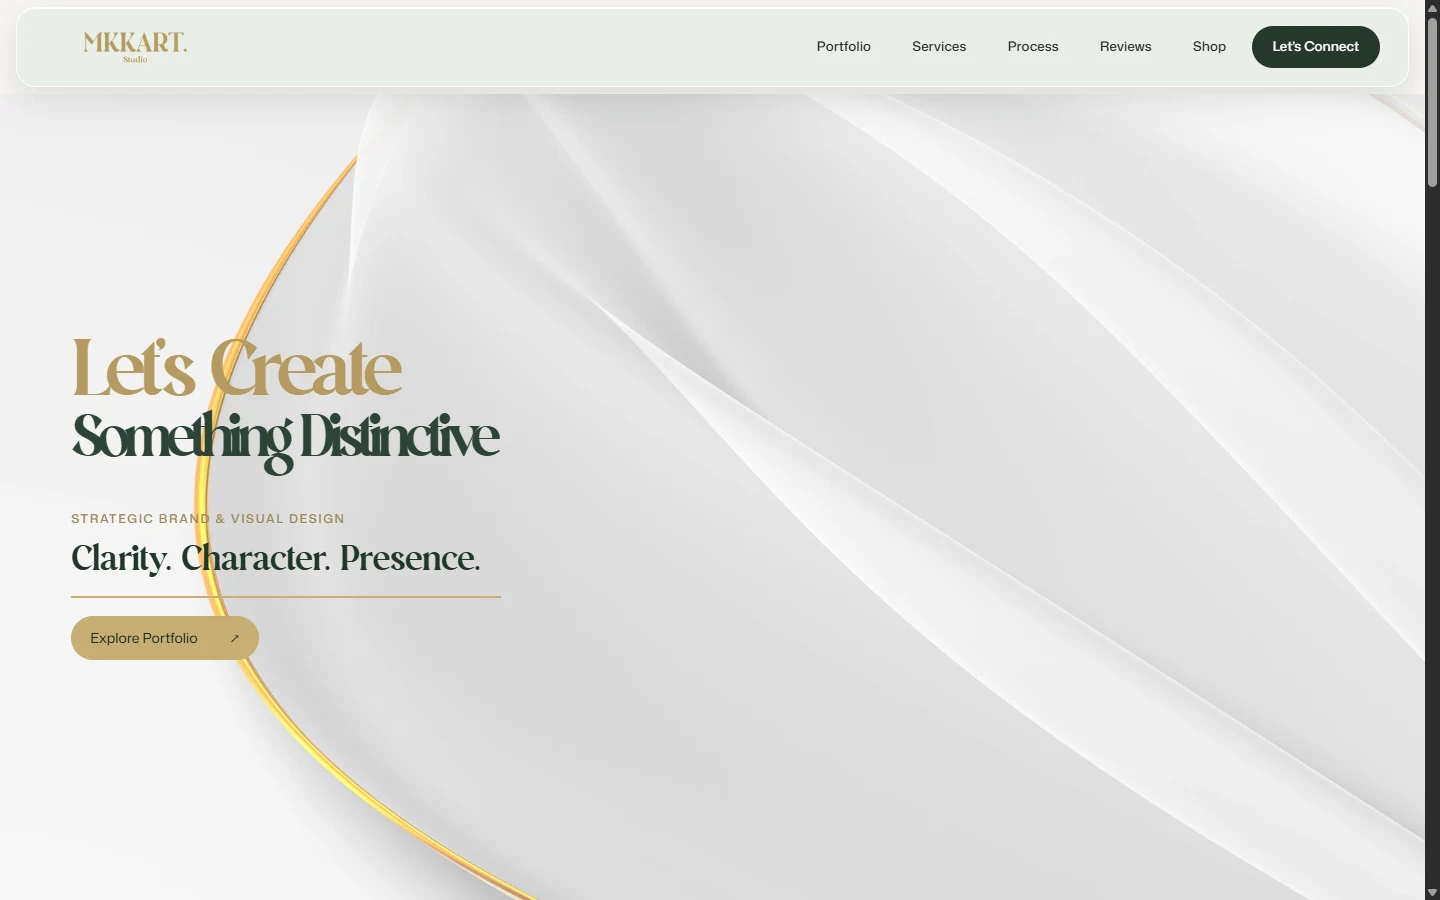 MKKART.
Studio
Portfolio
Services
Process
Reviews
Shop
Let's Connect
Let's Create
Something Distinctive
STRATEGIC BRAND & VISUAL DESIGN
Clarity. Character. Presence.
Explore Portfolio ↗